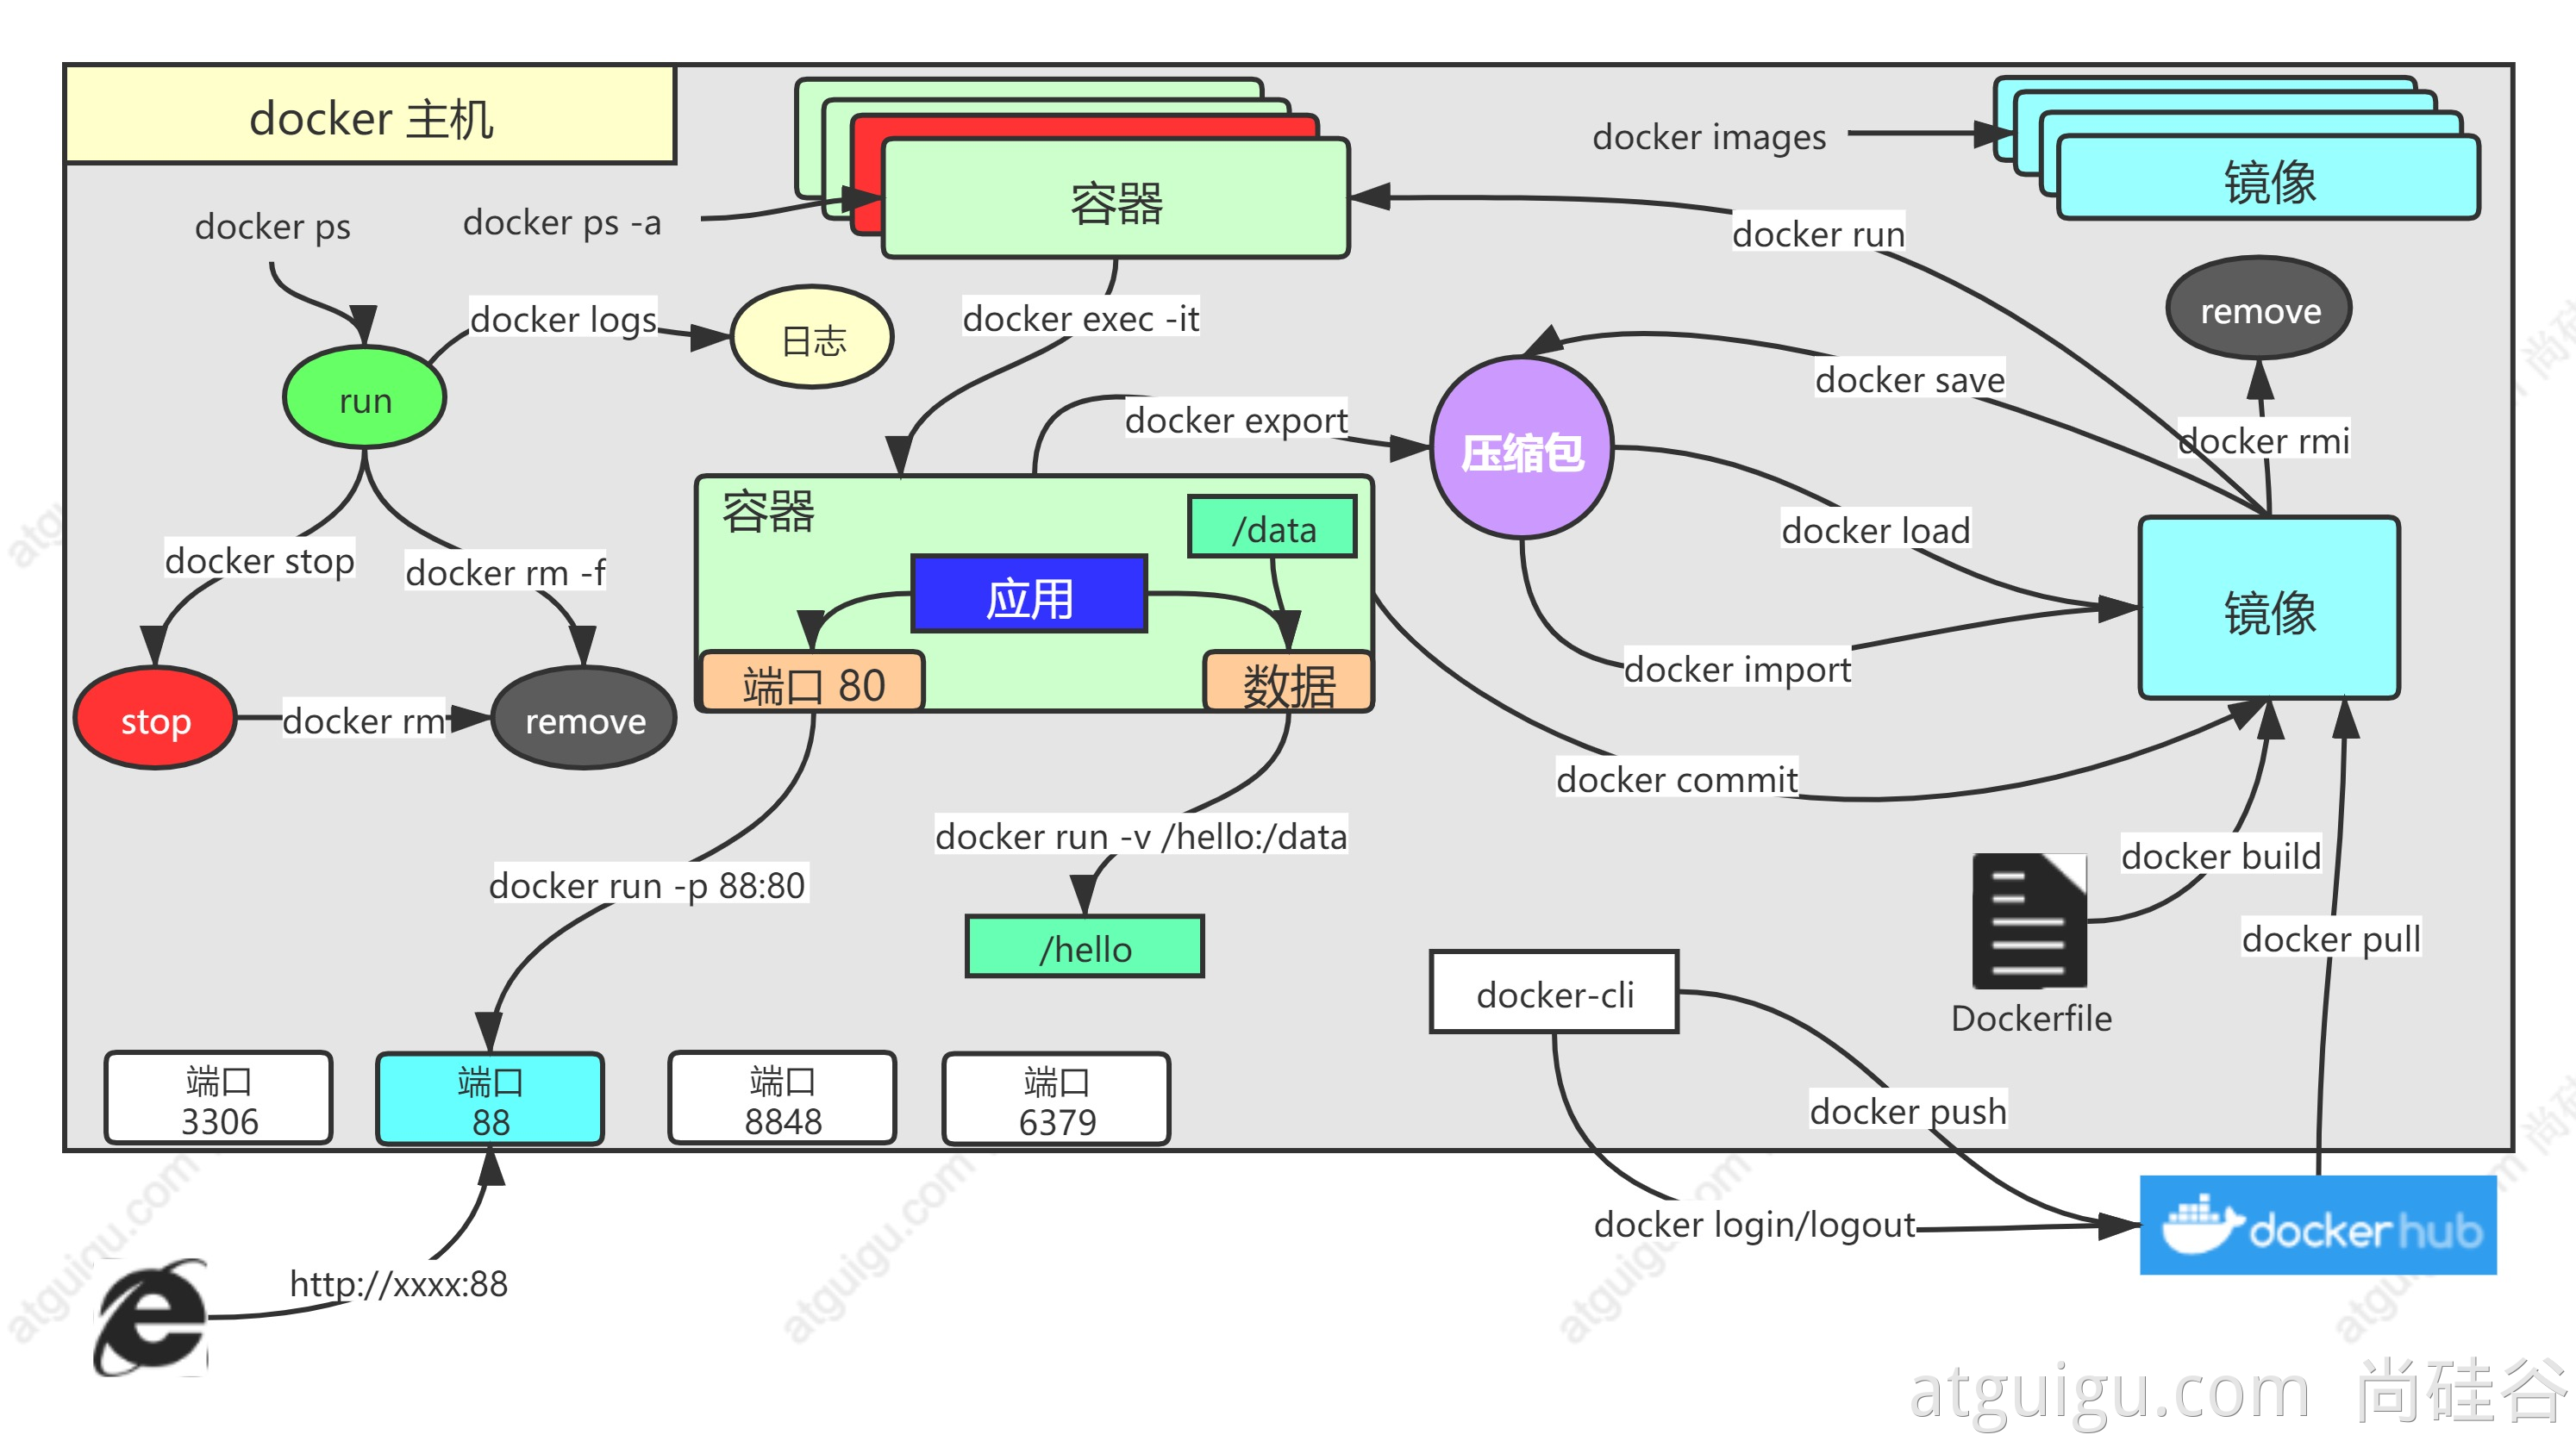 docker 主机
容器
docker images
镜像
docker ps
docker ps -a
docker run
remove
docker logs
日志
docker exec -it
run
docker save
docker export
压缩包
docker rmi
容器
/data
docker load
docker stop
docker rm -f
应用
镜像
docker import
端口 80
数据
stop
docker rm
remove
docker commit
docker run -v /hello:/data
docker build
docker run -p 88:80
/hello
docker pull
docker-cli
Dockerfile
端口
3306
端口
88
端口
8848
端口
6379
docker push
docker login/logout
dockerhub
http://xxxx:88
atguigu.com 尚硅谷